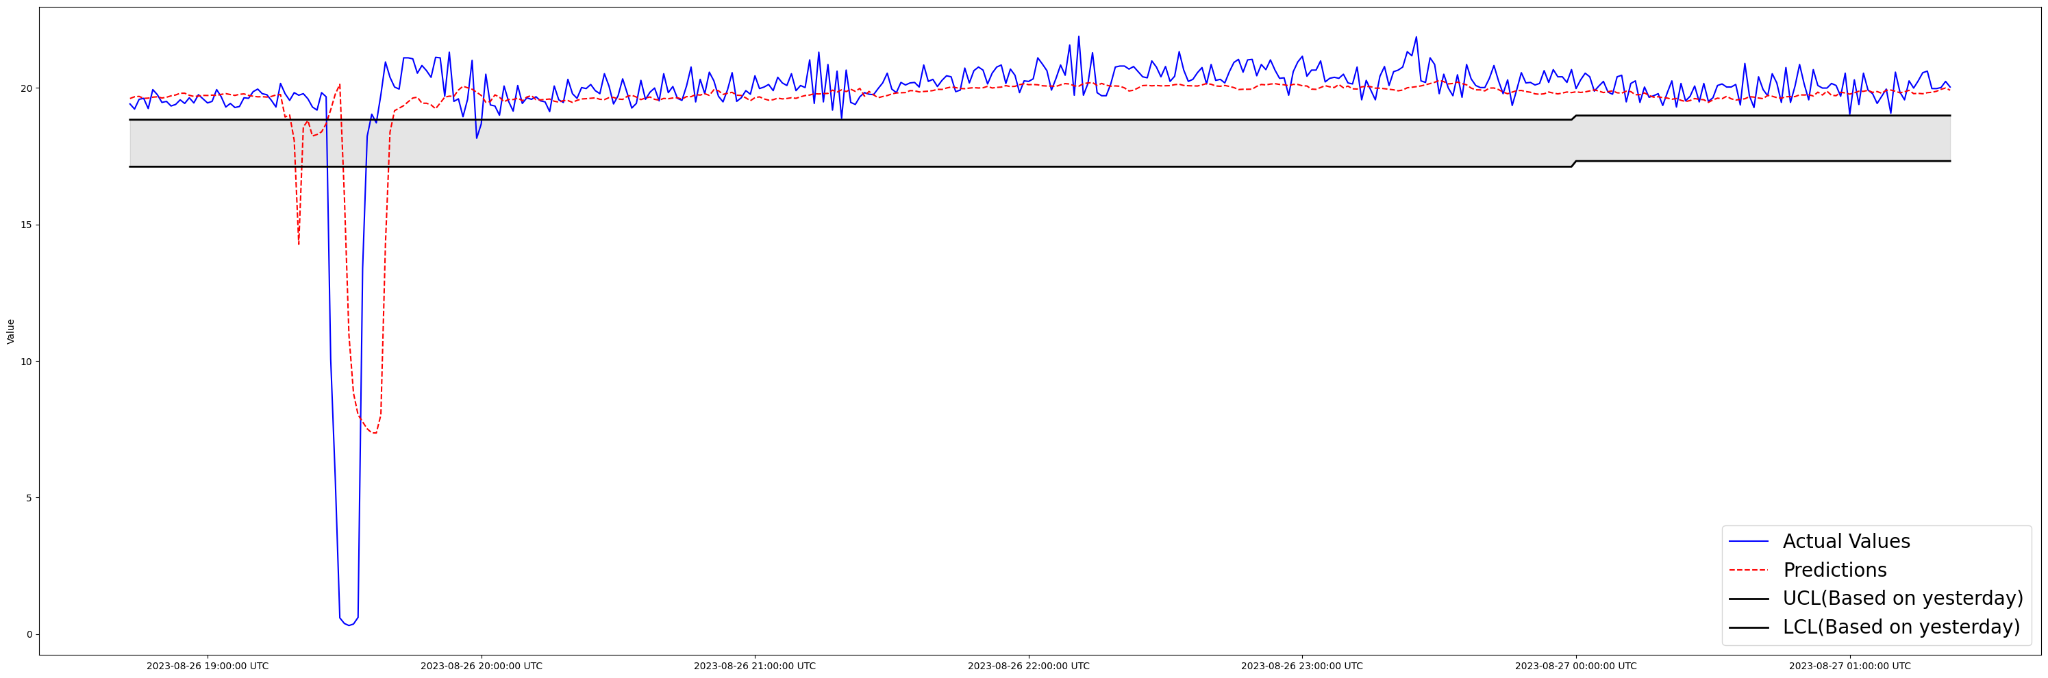 20
15
10
5
0
Value
2023-08-26 19:00:00 UTC
2023-08-26 20:00:00 UTC
2023-08-26 21:00:00 UTC
2023-08-26 22:00:00 UTC
2023-08-26 23:00:00 UTC
2023-08-27 00:00:00 UTC
2023-08-27 01:00:00 UTC
Actual Values
Predictions
UCL(Based on yesterday)
LCL(Based on yesterday)